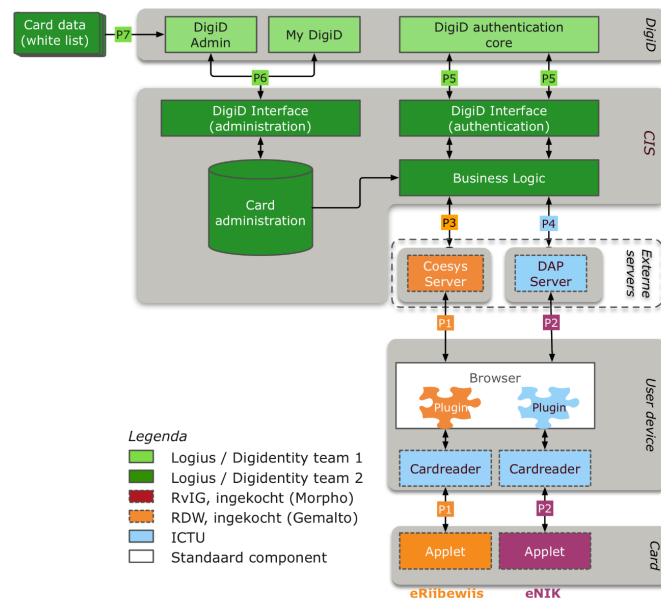 Card data
(white list)
P7
DigiD
Admin
My DigiD
DigiD authentication
core
DigiD
P6
P5
P5
DigiD Interface
(administration)
DigiD Interface
(authentication)
CIS
Card
administration
Business Logic
P3
P4
Coesys
Server
DAP
Server
Externe
servers
P1
P2
Browser
Plugin
Plugin
User device
Cardreader
Cardreader
P1
P2
Applet
Applet
Card
eRijbewijs
eNIK
Legenda
Logius / Digidentity team 1
Logius / Digidentity team 2
RvIG, ingekocht (Morpho)
RDW, ingekocht (Gemalto)
ICTU
Standaard component